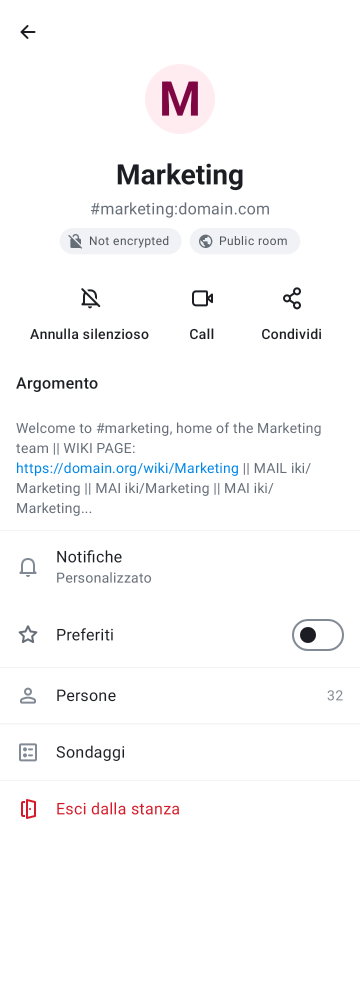 M
Marketing
#marketing:domain.com
Not encrypted
Public room
Annulla silenzioso
Call
Condividi
Argomento
Welcome to #marketing, home of the Marketing
team || WIKI PAGE:
https://domain.org/wiki/Marketing || MAIL iki/
Marketing || MAI iki/Marketing || MAI iki/
Marketing...
Notifiche
Personalizzato
Preferiti
Persone
32
Sondaggi
Esci dalla stanza